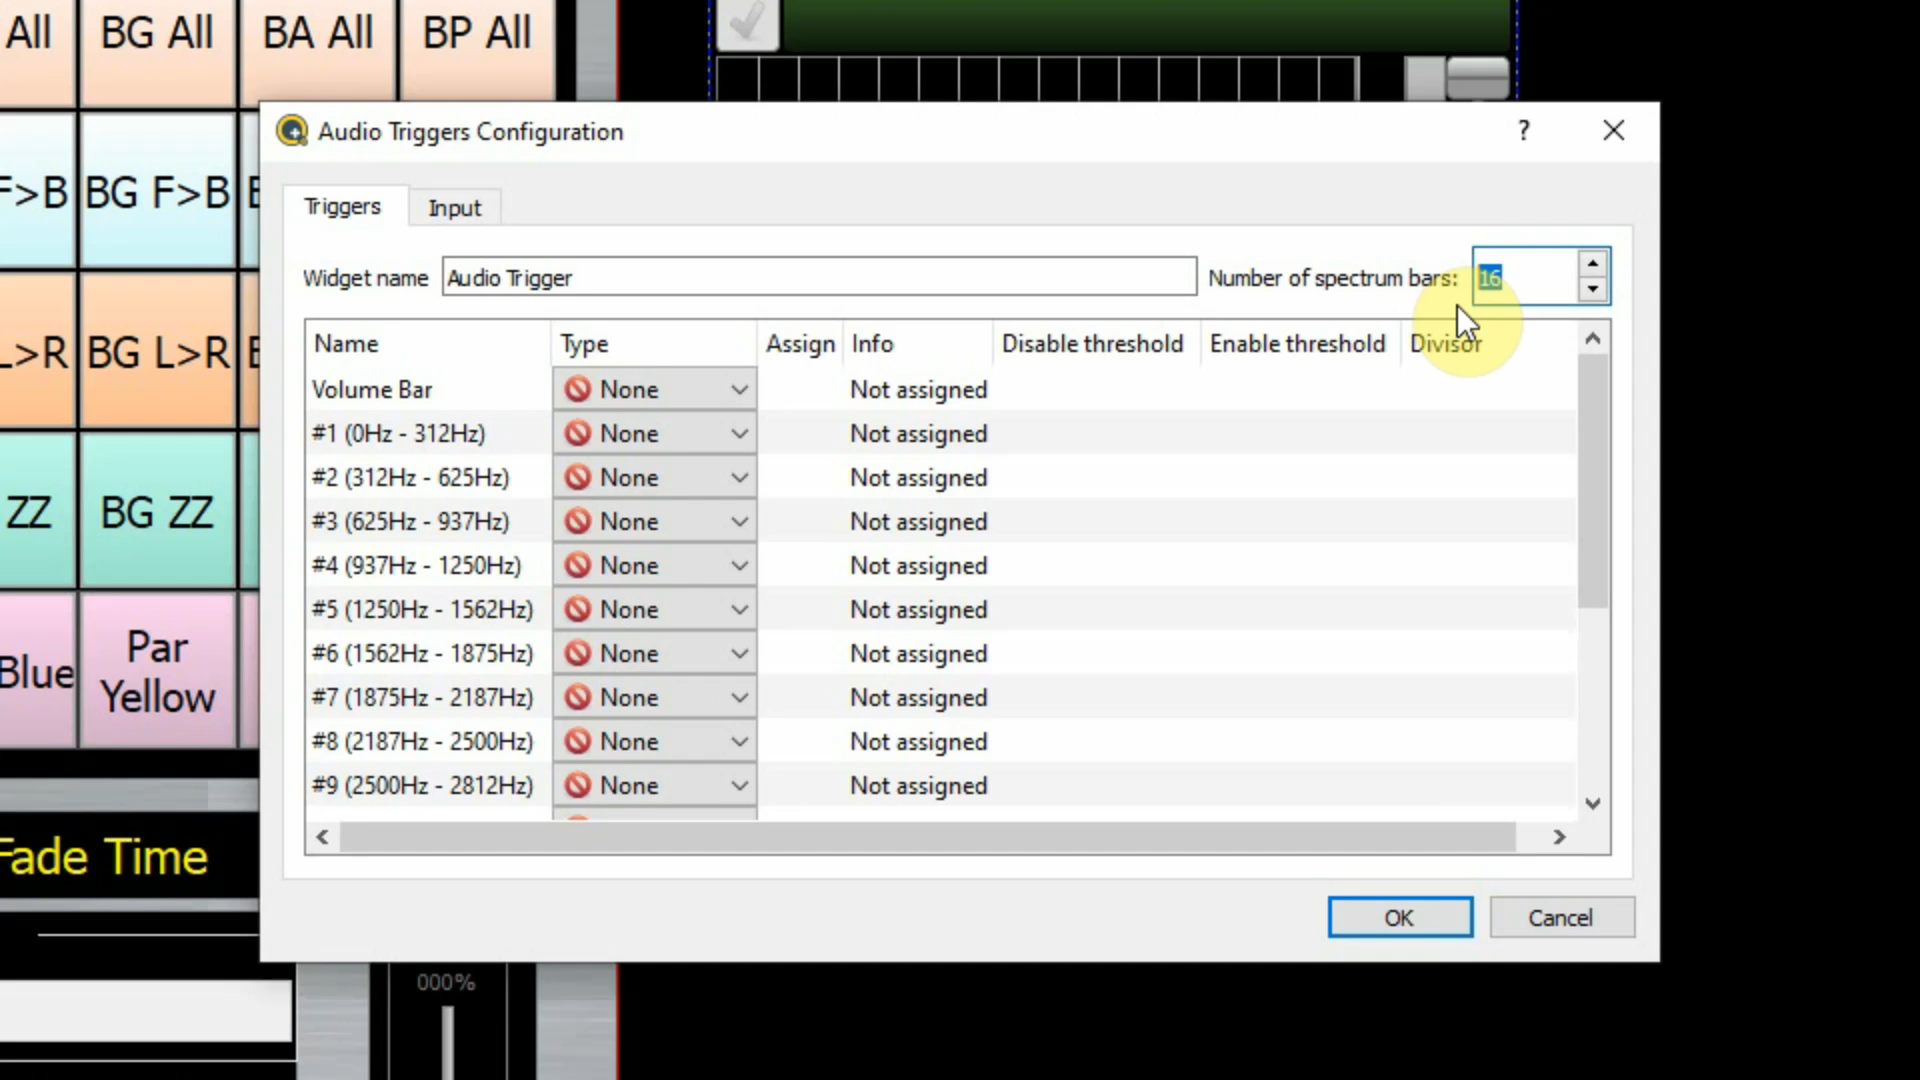 All BG All BA All BP All
F>B BG F>B
L>R BG L>R
ZZ BG ZZ
Blue Par
Yellow
Fade Time
000%
Audio Triggers Configuration ?
Triggers Input
Widget name Audio Trigger Number of spectrum bars: 16
Name Type Assign Info Disable threshold Enable threshold Divisor
Volume Bar None Not assigned
#1 (0Hz - 312Hz) None Not assigned
#2 (312Hz - 625Hz) None Not assigned
#3 (625Hz - 937Hz) None Not assigned
#4 (937Hz - 1250Hz) None Not assigned
#5 (1250Hz - 1562Hz) None Not assigned
#6 (1562Hz - 1875Hz) None Not assigned
#7 (1875Hz - 2187Hz) None Not assigned
#8 (2187Hz - 2500Hz) None Not assigned
#9 (2500Hz - 2812Hz) None Not assigned
OK Cancel